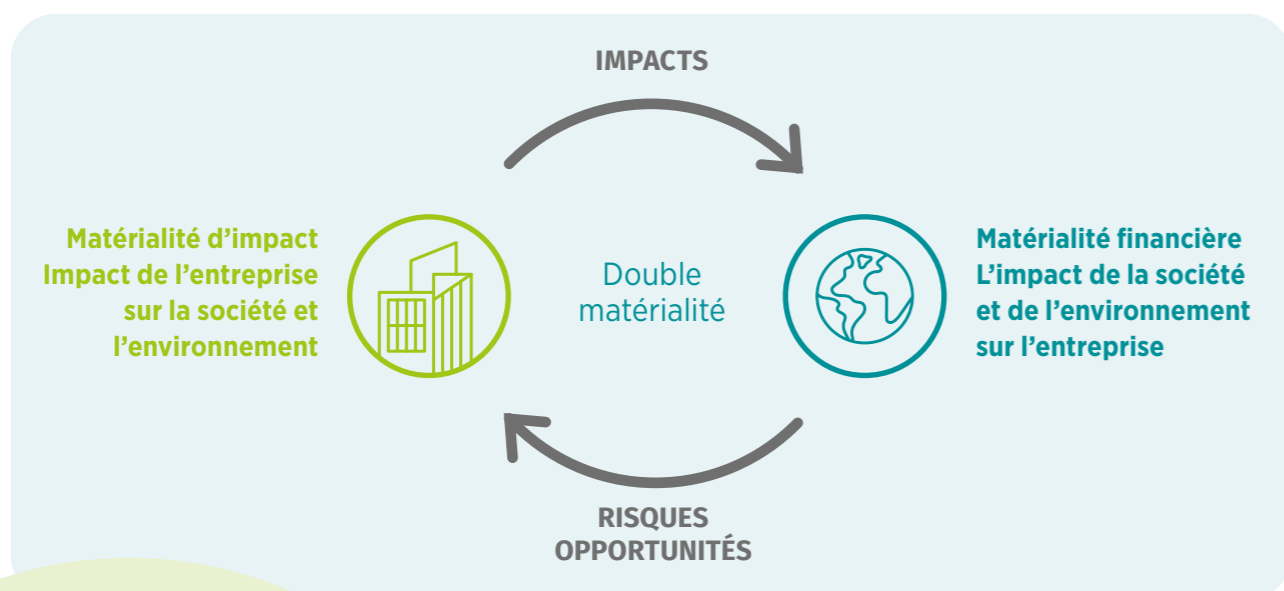 IMPACTS
Matérialité d’impact
Impact de l’entreprise
sur la société et
l’environnement
Double
matérialité
Matérialité financière
L’impact de la société
et de l’environnement
sur l’entreprise
RISQUES
OPPORTUNITÉS